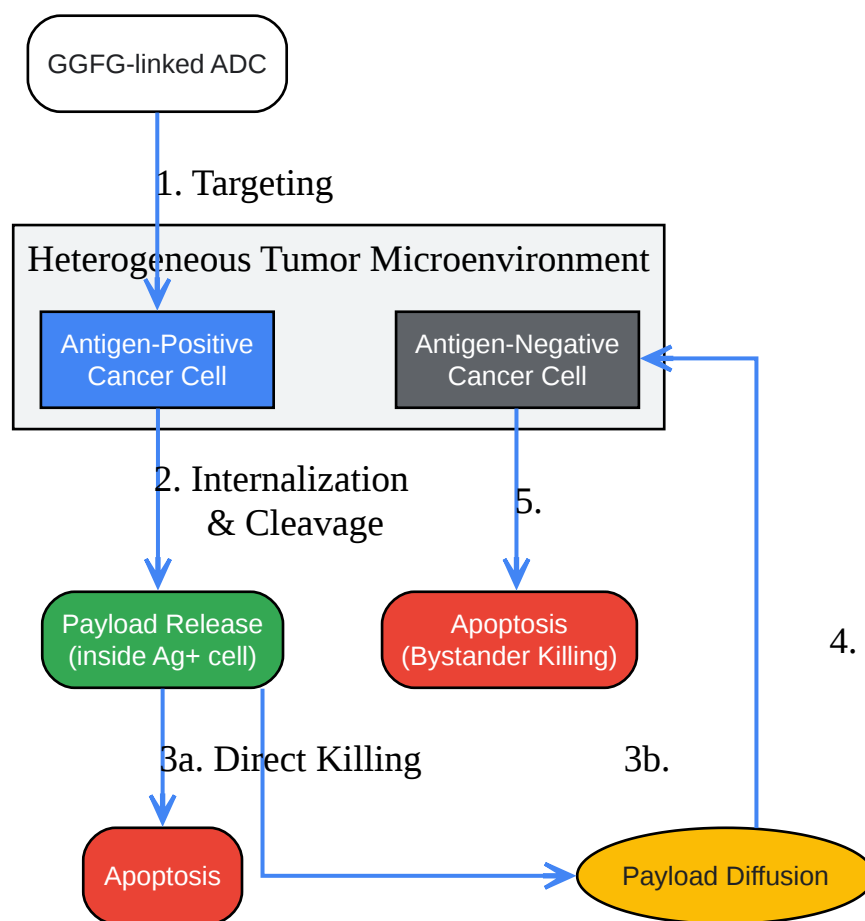 GGFG-linked ADC
1. Targeting
Heterogeneous Tumor Microenvironment
Antigen-Positive
Cancer Cell
Antigen-Negative
Cancer Cell
2. Internalization
& Cleavage
5.
Payload Release
(inside Ag+ cell)
Apoptosis
(Bystander Killing)
4.
3a. Direct Killing
3b.
Apoptosis
Payload Diffusion